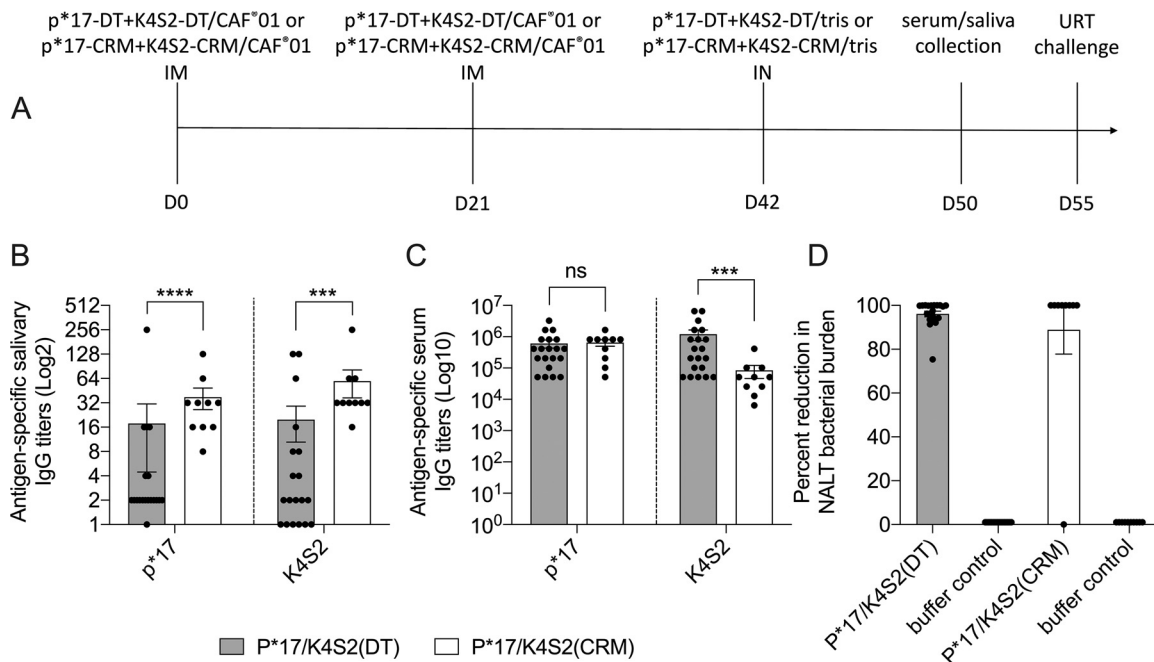 p*17-DT+K4S2-DT/CAF®01 or
p*17-CRM+K4S2-CRM/CAF®01
IM
p*17-DT+K4S2-DT/CAF®01 or
p*17-CRM+K4S2-CRM/CAF®01
IM
p*17-DT+K4S2-DT/tris or
p*17-CRM+K4S2-CRM/tris
IN
serum/saliva
collection
URT
challenge
A
D0
D21
D42
D50
D55
B
Antigen-specific salivary
IgG titers (Log2)
512
256
128
64
32
16
8
4
2
1
****
***
p*17
K4S2
C
Antigen-specific serum
IgG titers (Log10)
10⁷
10⁶
10⁵
10⁴
10³
10²
10¹
10⁰
ns
***
p*17
K4S2
D
Percent reduction in
NALT bacterial burden
100
80
60
40
20
0
P*17/K4S2(DT)
buffer control
P*17/K4S2(CRM)
buffer control
P*17/K4S2(DT)
P*17/K4S2(CRM)